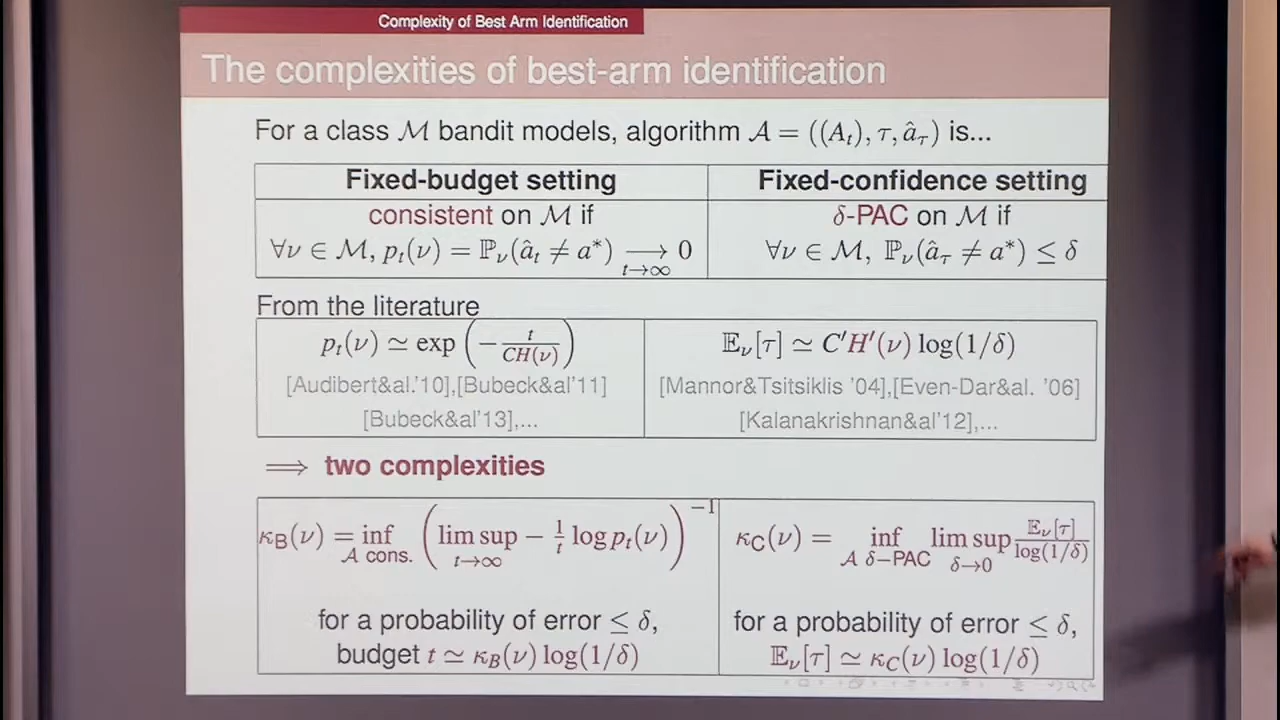 Complexity of Best Arm Identification
The complexities of best-arm identification
For a class ℳ bandit models, algorithm 𝒜 = ((A_t), τ, â_τ) is...
Fixed-budget setting
consistent on ℳ if
∀ν ∈ ℳ, p_t(ν) = ℙ_ν(â_t ≠ a*) ⟶_{t→∞} 0
Fixed-confidence setting
δ-PAC on ℳ if
∀ν ∈ ℳ, ℙ_ν(â_τ ≠ a*) ≤ δ
From the literature
p_t(ν) ≃ exp(−t/CH(ν))
[Audibert&al.'10],[Bubeck&al'11]
[Bubeck&al'13],...
𝔼_ν[τ] ≃ C'H'(ν) log(1/δ)
[Mannor&Tsitsiklis '04],[Even-Dar&al. '06]
[Kalanakrishnan&al'12],...
⟹ two complexities
κ_B(ν) = inf_{𝒜 cons.} (lim sup_{t→∞} − 1/t log p_t(ν))^{−1}
for a probability of error ≤ δ,
budget t ≃ κ_B(ν) log(1/δ)
κ_C(ν) = inf_{𝒜 δ−PAC} lim sup_{δ→0} 𝔼_ν[τ]/log(1/δ)
for a probability of error ≤ δ,
𝔼_ν[τ] ≃ κ_C(ν) log(1/δ)